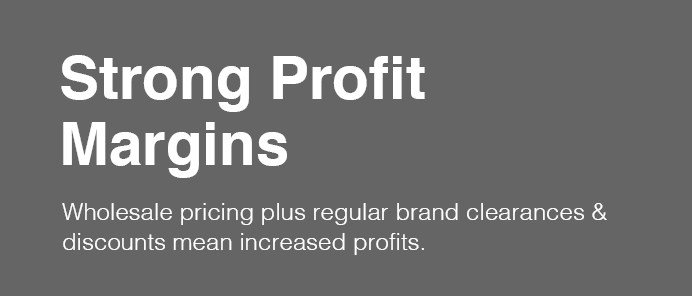 Strong Profit
Margins
Wholesale pricing plus regular brand clearances &
discounts mean increased profits.